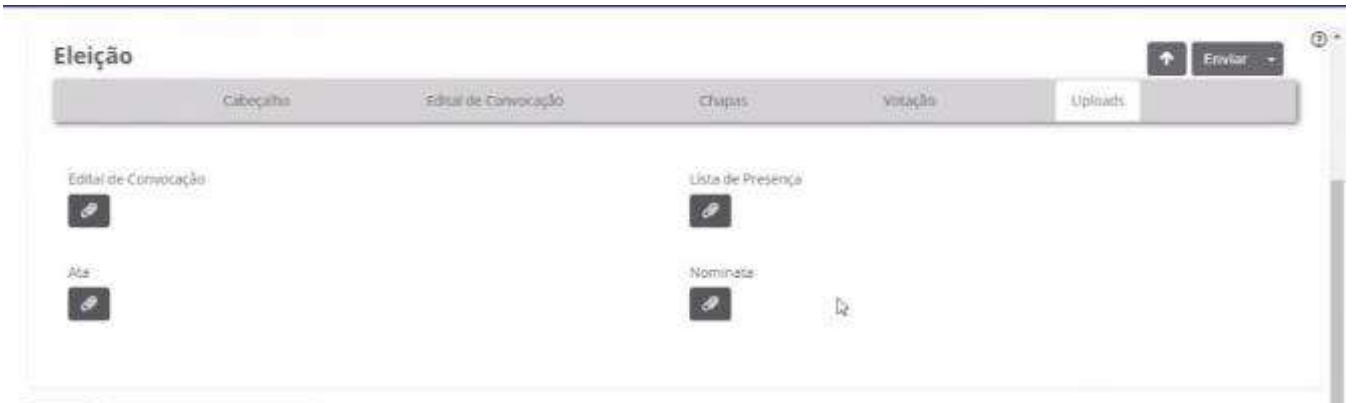 Eleição
Enviar
Cabeçalho Edital de Convocação Chapas Votação Uploads
Edital de Convocação Lista de Presença
Ata Nominata